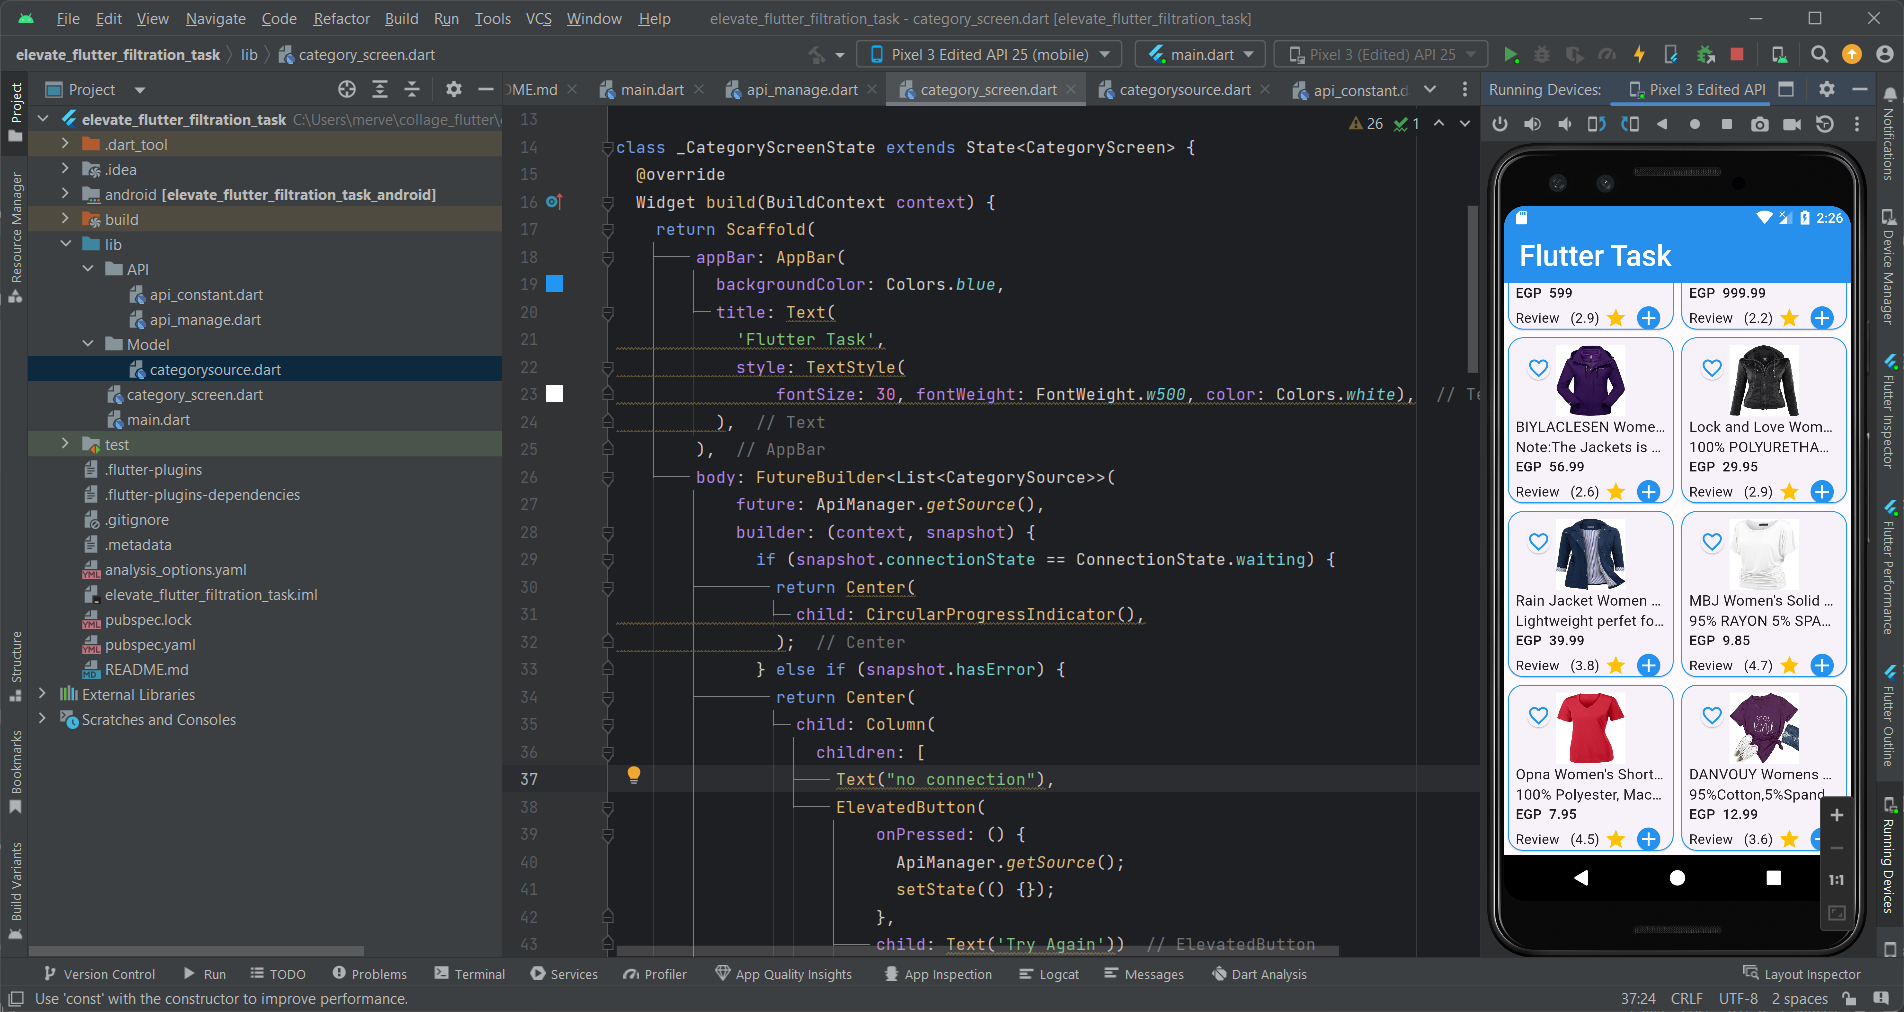 File Edit View Navigate Code Refactor Build Run Tools VCS Window Help elevate_flutter_filtration_task - category_screen.dart [elevate_flutter_filtration_task]
elevate_flutter_filtration_task lib category_screen.dart Pixel 3 Edited API 25 (mobile) main.dart Pixel 3 (Edited) API 25
Project
Resource Manager
Structure
Bookmarks
Build Variants
Project
elevate_flutter_filtration_task C:\Users\merve\collage_flutter\
.dart_tool
.idea
android [elevate_flutter_filtration_task_android]
build
lib
API
api_constant.dart
api_manage.dart
Model
categorysource.dart
category_screen.dart
main.dart
test
.flutter-plugins
.flutter-plugins-dependencies
.gitignore
.metadata
analysis_options.yaml
elevate_flutter_filtration_task.iml
pubspec.lock
pubspec.yaml
README.md
External Libraries
Scratches and Consoles
ME.md main.dart api_manage.dart category_screen.dart categorysource.dart api_constant.d
26 1
13
14 class _CategoryScreenState extends State<CategoryScreen> {
15 @override
16 Widget build(BuildContext context) {
17 return Scaffold(
18 appBar: AppBar(
19 backgroundColor: Colors.blue,
20 title: Text(
21 'Flutter Task',
22 style: TextStyle(
23 fontSize: 30, fontWeight: FontWeight.w500, color: Colors.white), // Te
24 ), // Text
25 ), // AppBar
26 body: FutureBuilder<List<CategorySource>>(
27 future: ApiManager.getSource(),
28 builder: (context, snapshot) {
29 if (snapshot.connectionState == ConnectionState.waiting) {
30 return Center(
31 child: CircularProgressIndicator(),
32 ); // Center
33 } else if (snapshot.hasError) {
34 return Center(
35 child: Column(
36 children: [
37 Text("no connection"),
38 ElevatedButton(
39 onPressed: () {
40 ApiManager.getSource();
41 setState(() {});
42 },
43 child: Text('Try Again')) // ElevatedButton
Running Devices: Pixel 3 Edited API
2:26
Flutter Task
EGP 599
Review (2.9)
EGP 999.99
Review (2.2)
BIYLACLESEN Wome...
Note:The Jackets is ...
EGP 56.99
Review (2.6)
Lock and Love Wom...
100% POLYURETHA...
EGP 29.95
Review (2.9)
Rain Jacket Women ...
Lightweight perfet fo...
EGP 39.99
Review (3.8)
MBJ Women's Solid ...
95% RAYON 5% SPA...
EGP 9.85
Review (4.7)
Opna Women's Short...
100% Polyester, Mac...
EGP 7.95
Review (4.5)
DANVOUY Womens ...
95%Cotton,5%Spand
EGP 12.99
Review (3.6)
1:1
Notifications
Device Manager
Flutter Inspector
Flutter Performance
Flutter Outline
Running Devices
Version Control Run TODO Problems Terminal Services Profiler App Quality Insights App Inspection Logcat Messages Dart Analysis Layout Inspector
Use 'const' with the constructor to improve performance. 37:24 CRLF UTF-8 2 spaces